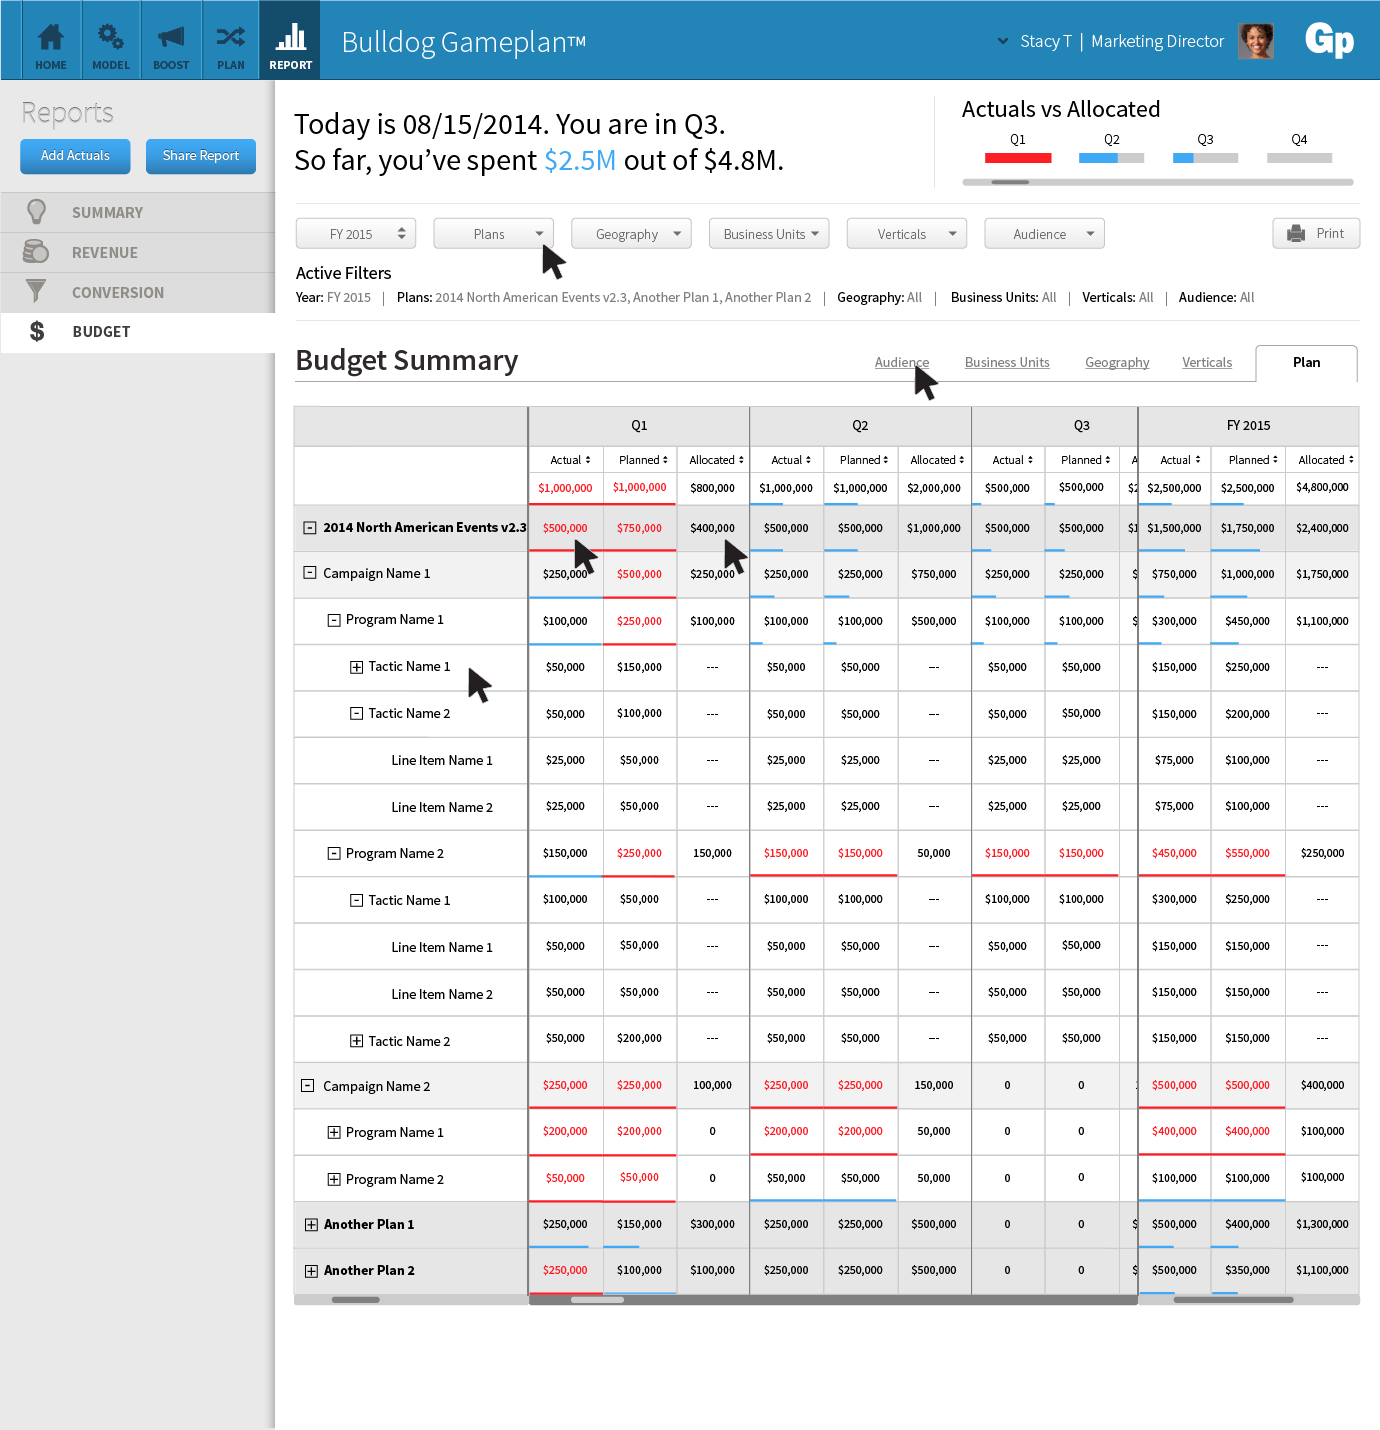 HOME MODEL BOOST PLAN REPORT
Bulldog Gameplan™
Stacy T | Marketing Director
Gp
Reports
Add Actuals Share Report
SUMMARY
REVENUE
CONVERSION
$ BUDGET
Today is 08/15/2014. You are in Q3.
So far, you've spent $2.5M out of $4.8M.
Actuals vs Allocated
Q1 Q2 Q3 Q4
FY 2015 Plans Geography Business Units Verticals Audience Print
Active Filters
Year: FY 2015 | Plans: 2014 North American Events v2.3, Another Plan 1, Another Plan 2 | Geography: All | Business Units: All | Verticals: All | Audience: All
Budget Summary
Audience Business Units Geography Verticals Plan
Q1 Q2 Q3 FY 2015
Actual Planned Allocated Actual Planned Allocated Actual Planned A Actual Planned Allocated
$1,000,000 $1,000,000 $800,000 $1,000,000 $1,000,000 $2,000,000 $500,000 $500,000 $2 $2,500,000 $2,500,000 $4,800,000
2014 North American Events v2.3 $500,000 $750,000 $400,000 $500,000 $500,000 $1,000,000 $500,000 $500,000 $1 $1,500,000 $1,750,000 $2,400,000
Campaign Name 1 $250,000 $500,000 $250,000 $250,000 $250,000 $750,000 $250,000 $250,000 $ $750,000 $1,000,000 $1,750,000
Program Name 1 $100,000 $250,000 $100,000 $100,000 $100,000 $500,000 $100,000 $100,000 $ $300,000 $450,000 $1,100,000
Tactic Name 1 $50,000 $150,000 --- $50,000 $50,000 --- $50,000 $50,000 $150,000 $250,000 ---
Tactic Name 2 $50,000 $100,000 --- $50,000 $50,000 --- $50,000 $50,000 $150,000 $200,000 ---
Line Item Name 1 $25,000 $50,000 --- $25,000 $25,000 --- $25,000 $25,000 $75,000 $100,000 ---
Line Item Name 2 $25,000 $50,000 --- $25,000 $25,000 --- $25,000 $25,000 $75,000 $100,000 ---
Program Name 2 $150,000 $250,000 150,000 $150,000 $150,000 50,000 $150,000 $150,000 $450,000 $550,000 $250,000
Tactic Name 1 $100,000 $50,000 --- $100,000 $100,000 --- $100,000 $100,000 $300,000 $250,000 ---
Line Item Name 1 $50,000 $50,000 --- $50,000 $50,000 --- $50,000 $50,000 $150,000 $150,000 ---
Line Item Name 2 $50,000 $50,000 --- $50,000 $50,000 --- $50,000 $50,000 $150,000 $150,000 ---
Tactic Name 2 $50,000 $200,000 --- $50,000 $50,000 --- $50,000 $50,000 $150,000 $150,000 ---
Campaign Name 2 $250,000 $250,000 100,000 $250,000 $250,000 150,000 0 0 $500,000 $500,000 $400,000
Program Name 1 $200,000 $200,000 0 $200,000 $200,000 50,000 0 0 $400,000 $400,000 $100,000
Program Name 2 $50,000 $50,000 0 $50,000 $50,000 50,000 0 0 $100,000 $100,000 $100,000
Another Plan 1 $250,000 $150,000 $300,000 $250,000 $250,000 $500,000 0 0 $ $500,000 $400,000 $1,300,000
Another Plan 2 $250,000 $100,000 $100,000 $250,000 $250,000 $500,000 0 0 $ $500,000 $350,000 $1,100,000